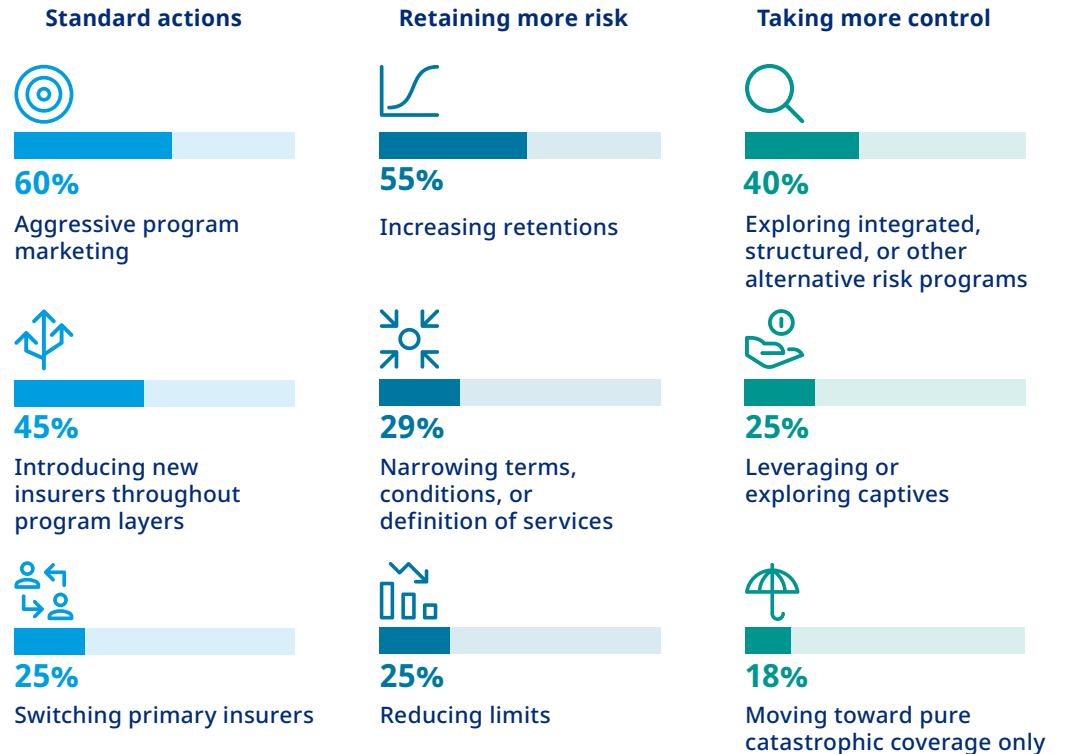 Standard actions
Retaining more risk
Taking more control
60%
Aggressive program
marketing
55%
Increasing retentions
40%
Exploring integrated,
structured, or other
alternative risk programs
45%
Introducing new
insurers throughout
program layers
29%
Narrowing terms,
conditions, or
definition of services
25%
Leveraging or
exploring captives
25%
Switching primary insurers
25%
Reducing limits
18%
Moving toward pure
catastrophic coverage only